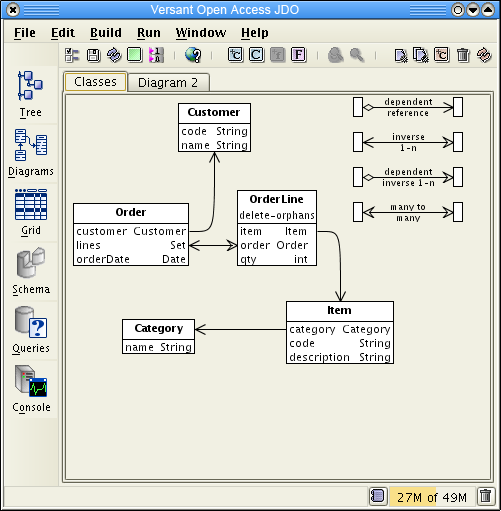 Versant Open Access JDO
File Edit Build Run Window Help
Classes Diagram 2
Tree
Diagrams
Grid
Schema
Queries
Console
Customer
code String
name String
dependent
reference
inverse
1-n
dependent
inverse 1-n
many to
many
Order
customer Customer
lines Set
orderDate Date
OrderLine
delete-orphans
item Item
order Order
qty int
Category
name String
Item
category Category
code String
description String
27M of 49M